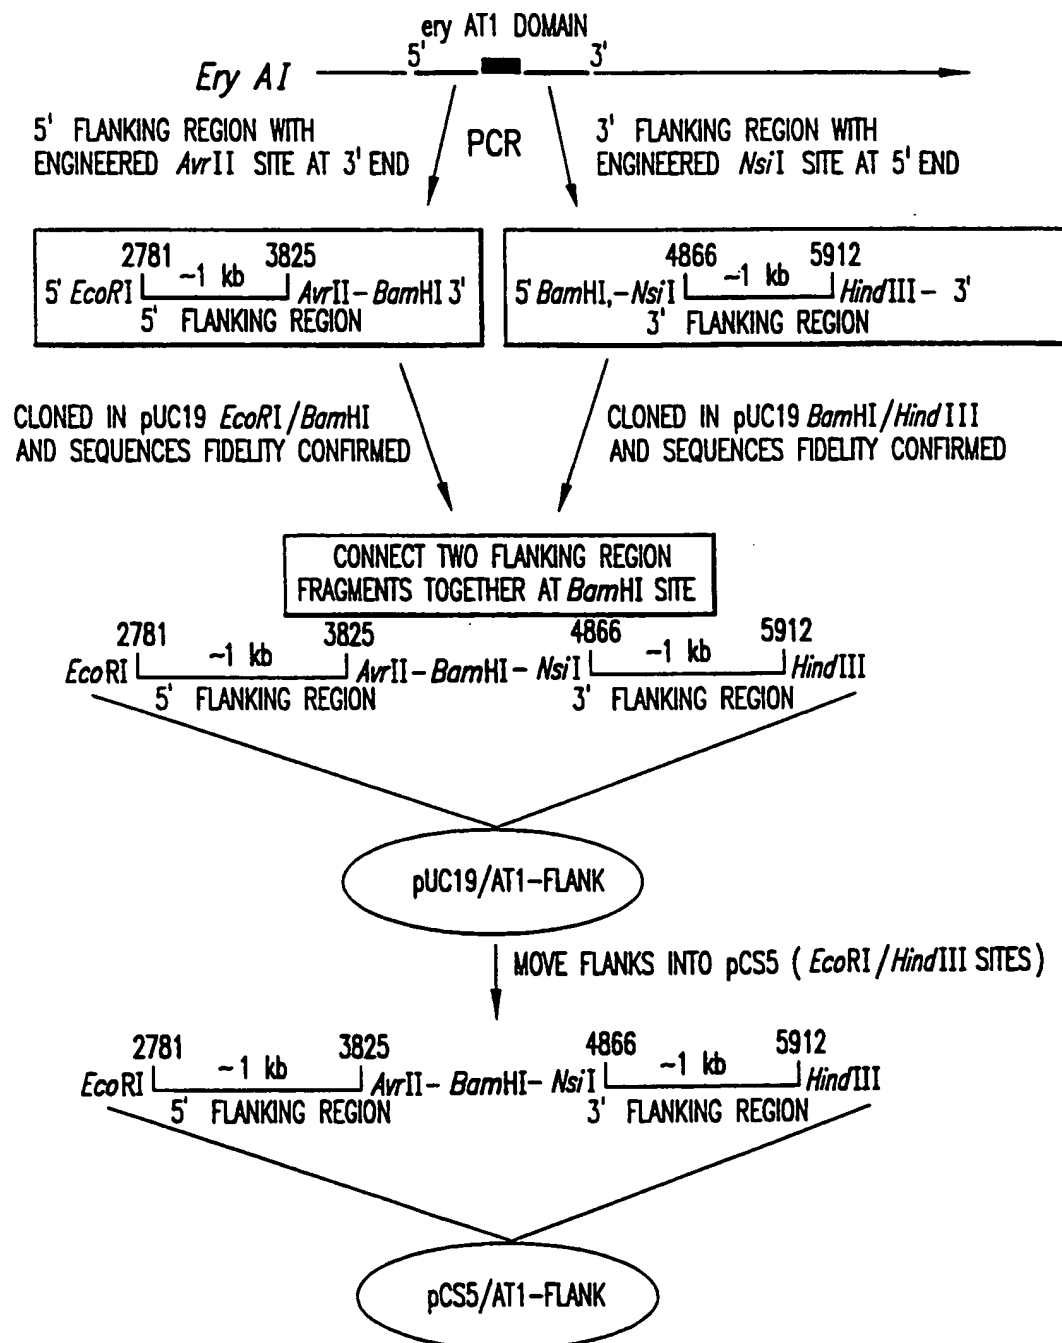 ery AT1 DOMAIN
5' 3'
Ery AI
5' FLANKING REGION WITH
ENGINEERED AvrII SITE AT 3' END
PCR
3' FLANKING REGION WITH
ENGINEERED NsiI SITE AT 5' END
2781 3825
~1 kb
5' EcoRI AvrII-BamHI 3'
5' FLANKING REGION
4866 5912
~1 kb
5' BamHI,-NsiI HindIII- 3'
3' FLANKING REGION
CLONED IN pUC19 EcoRI/BamHI
AND SEQUENCES FIDELITY CONFIRMED
CLONED IN pUC19 BamHI/HindIII
AND SEQUENCES FIDELITY CONFIRMED
CONNECT TWO FLANKING REGION
FRAGMENTS TOGETHER AT BamHI SITE
2781 3825 4866 5912
~1 kb ~1 kb
EcoRI AvrII-BamHI-NsiI HindIII
5' FLANKING REGION 3' FLANKING REGION
pUC19/AT1-FLANK
MOVE FLANKS INTO pCS5 (EcoRI/HindIII SITES)
2781 3825 4866 5912
~1 kb ~1 kb
EcoRI AvrII-BamHI-NsiI HindIII
5' FLANKING REGION 3' FLANKING REGION
pCS5/AT1-FLANK